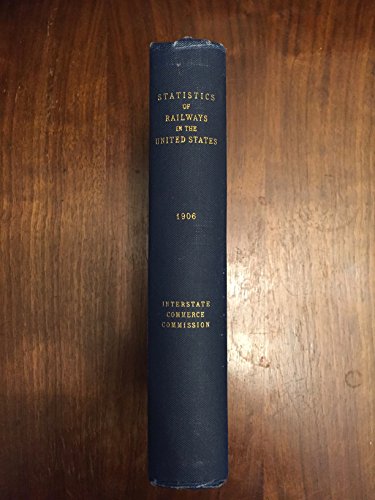 STATISTICS
OF
RAILWAYS
IN THE
UNITED STATES
1906
INTERSTATE
COMMERCE
COMMISSION